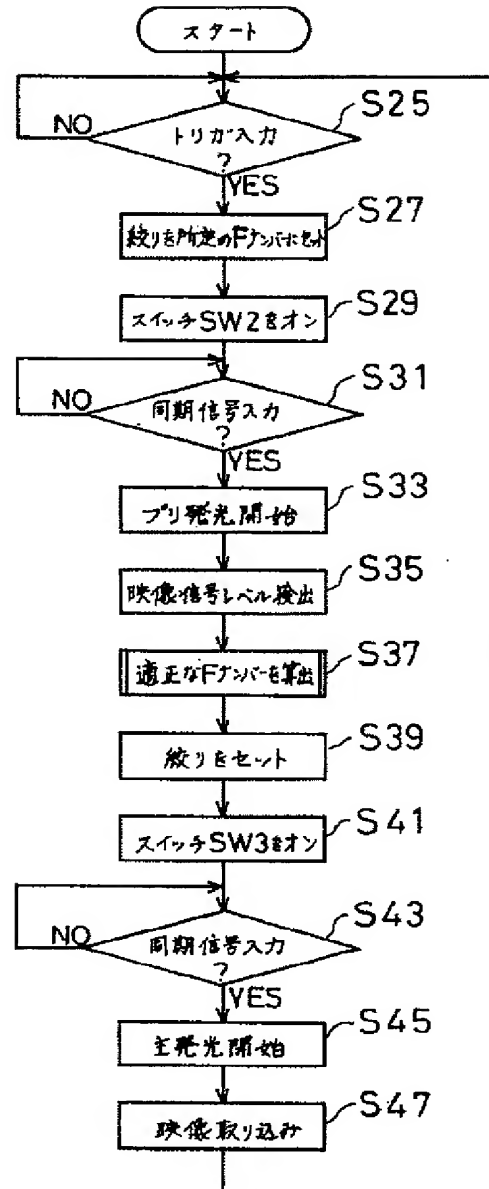 スタート
S25
NO
トリガ入力
?
YES
S27
絞りを所定のFナンバーにセット
S29
スイッチSW2をオン
S31
NO
同期信号入力
?
YES
S33
プリ発光開始
S35
映像信号レベル検出
S37
適正なFナンバーを算出
S39
絞りをセット
S41
スイッチSW3をオン
S43
NO
同期信号入力
?
YES
S45
主発光開始
S47
映像取り込み